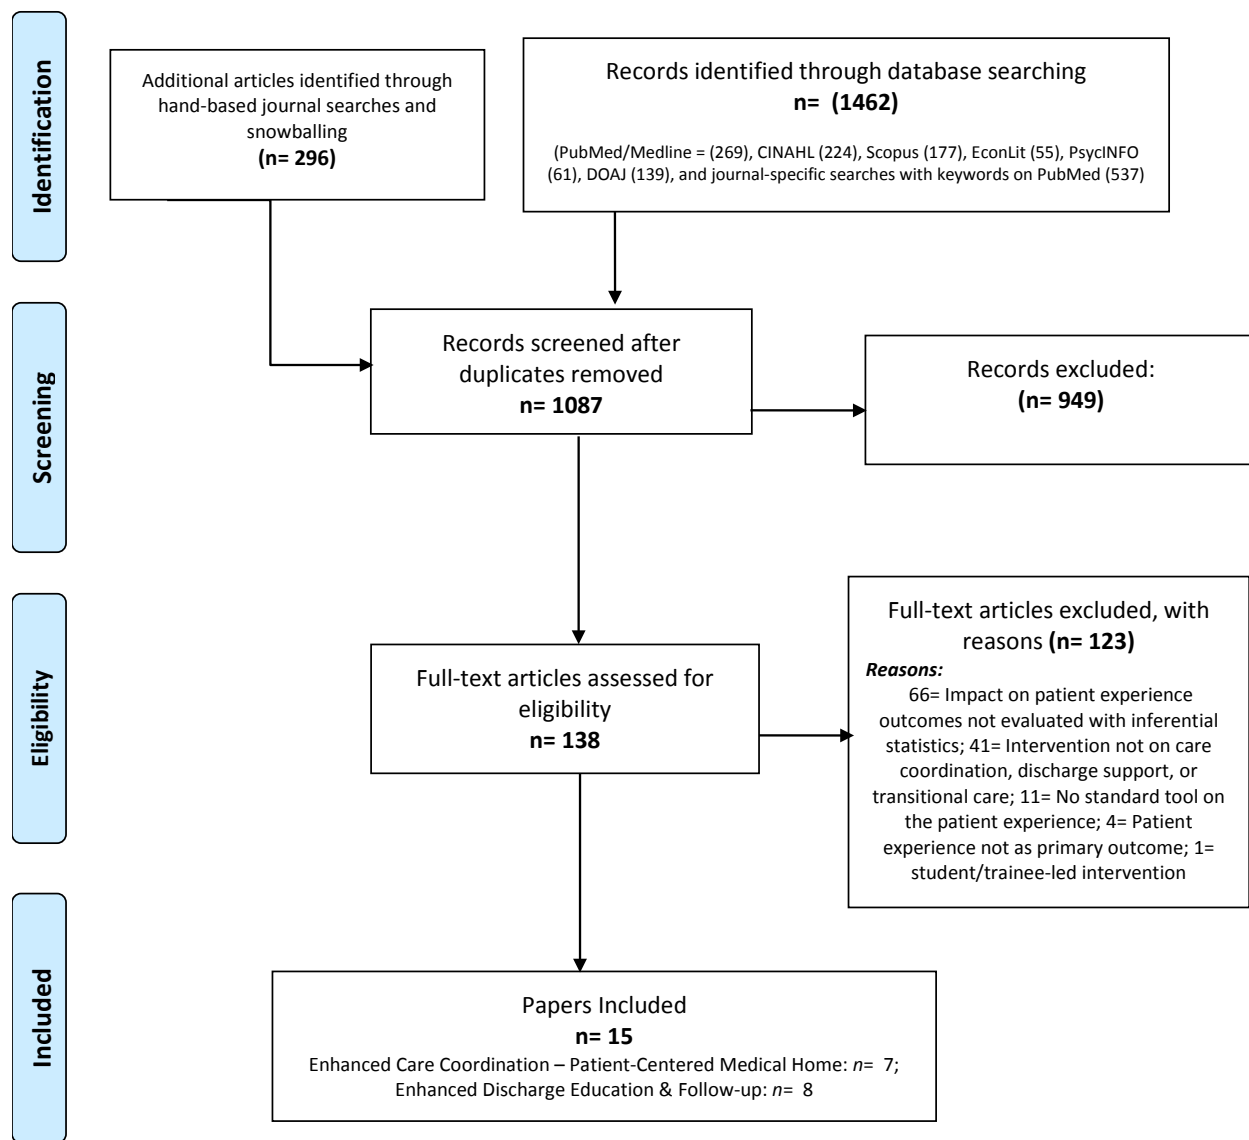 Identification
Additional articles identified through
hand-based journal searches and
snowballing
(n= 296)
Records identified through database searching
n=  (1462)
(PubMed/Medline = (269), CINAHL (224), Scopus (177), EconLit (55), PsycINFO
(61), DOAJ (139), and journal-specific searches with keywords on PubMed (537)
Screening
Records screened after
duplicates removed
n= 1087
Records excluded:
(n= 949)
Eligibility
Full-text articles assessed for
eligibility
n= 138
Full-text articles excluded, with
reasons (n= 123)
Reasons:
66= Impact on patient experience
outcomes not evaluated with inferential
statistics; 41= Intervention not on care
coordination, discharge support, or
transitional care; 11= No standard tool on
the patient experience; 4= Patient
experience not as primary outcome; 1=
student/trainee-led intervention
Included
Papers Included
n= 15
Enhanced Care Coordination – Patient-Centered Medical Home: n=  7;
Enhanced Discharge Education & Follow-up: n=  8